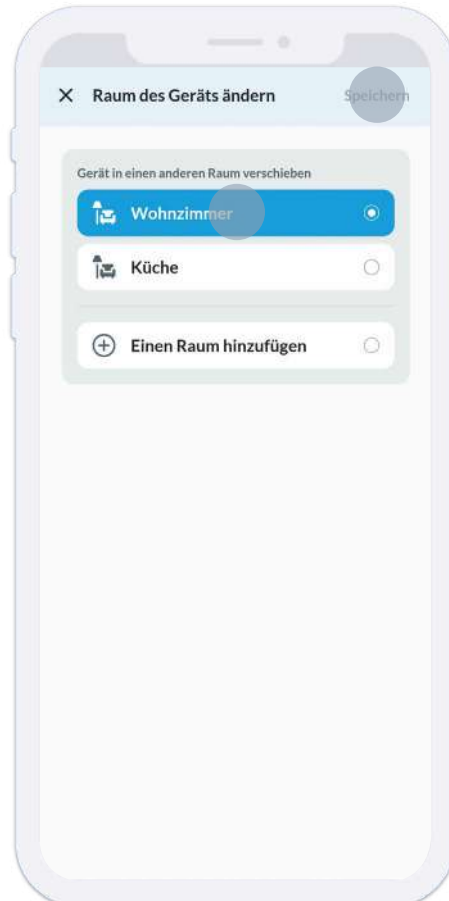 Raum des Geräts ändern Speichern
Gerät in einen anderen Raum verschieben
Wohnzimmer
Küche
Einen Raum hinzufügen